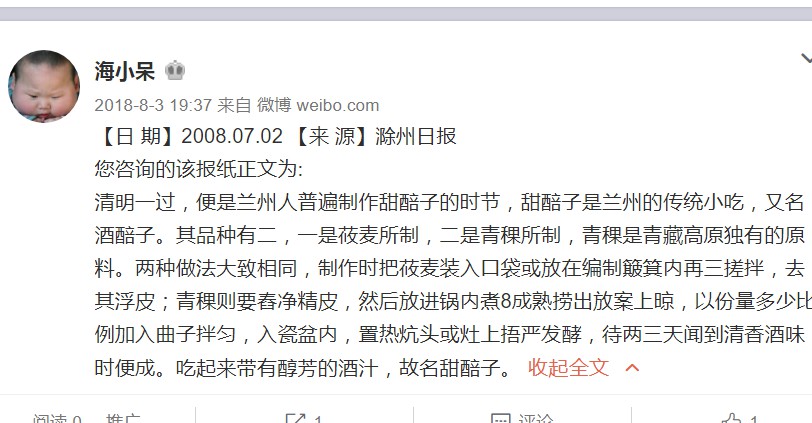 海小呆
2018-8-3 19:37 来自 微博 weibo.com
【日 期】2008.07.02 【来 源】滁州日报
您咨询的该报纸正文为:
清明一过，便是兰州人普遍制作甜醅子的时节，甜醅子是兰州的传统小吃，又名
酒醅子。其品种有二，一是莜麦所制，二是青稞所制，青稞是青藏高原独有的原
料。两种做法大致相同，制作时把莜麦装入口袋或放在编制簸箕内再三搓拌，去
其浮皮；青稞则要舂净精皮，然后放进锅内煮8成熟捞出放案上晾，以份量多少比
例加入曲子拌匀，入瓷盆内，置热炕头或灶上捂严发酵，待两三天闻到清香酒味
时便成。吃起来带有醇芳的酒汁，故名甜醅子。 收起全文
阅读 0 推广 1 评论 1